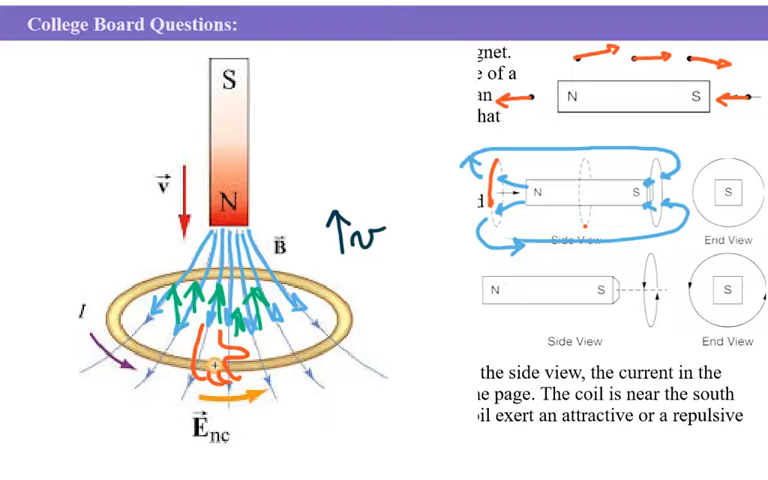 College Board Questions:
S
N
v
B
v
I
E nc
gnet.
e of a
an
hat
N S
N S
S
d
Side View
End View
N S
S
Side View
End View
the side view, the current in the
e page. The coil is near the south
il exert an attractive or a repulsive